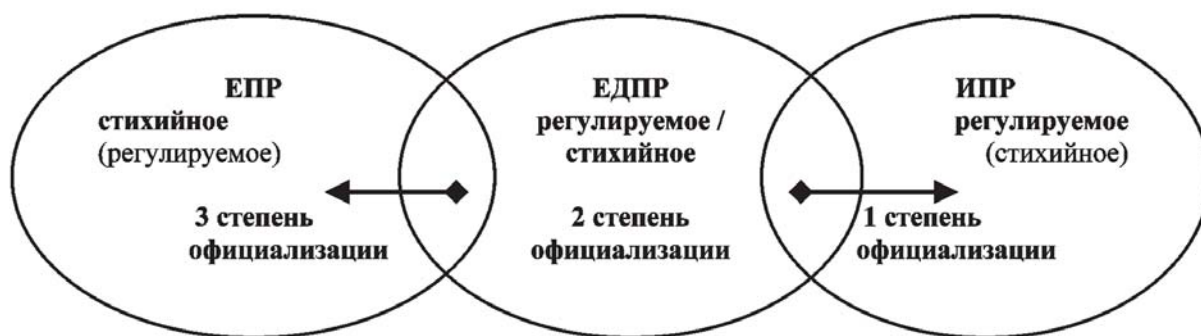 ЕПР
стихийное
(регулируемое)
3 степень
официализации
ЕДПР
регулируемое /
стихийное
2 степень
официализации
ИПР
регулируемое
(стихийное)
1 степень
официализации